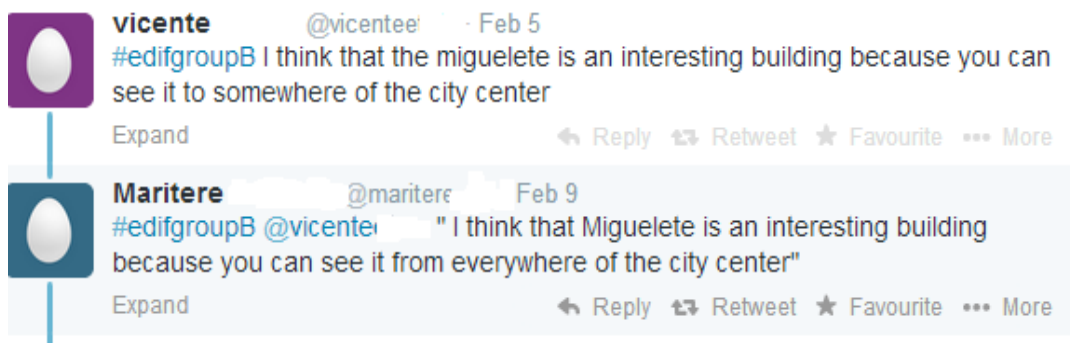 vicente @vicentee · Feb 5
#edifgroupB I think that the miguelete is an interesting building because you can
see it to somewhere of the city center
Expand Reply Retweet Favourite More
Maritere @maritere Feb 9
#edifgroupB @vicente " I think that Miguelete is an interesting building
because you can see it from everywhere of the city center"
Expand Reply Retweet Favourite More